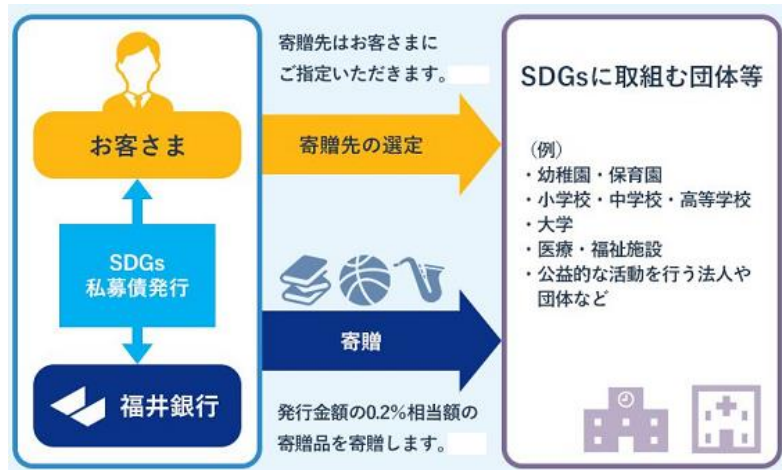 お客さま
SDGs
私募債発行
福井銀行
寄贈先はお客さまに
ご指定いただきます。
寄贈先の選定
寄贈
発行金額の0.2%相当額の
寄贈品を寄贈します。
SDGsに取組む団体等
（例）
・幼稚園・保育園
・小学校・中学校・高等学校
・大学
・医療・福祉施設
・公益的な活動を行う法人や
団体など